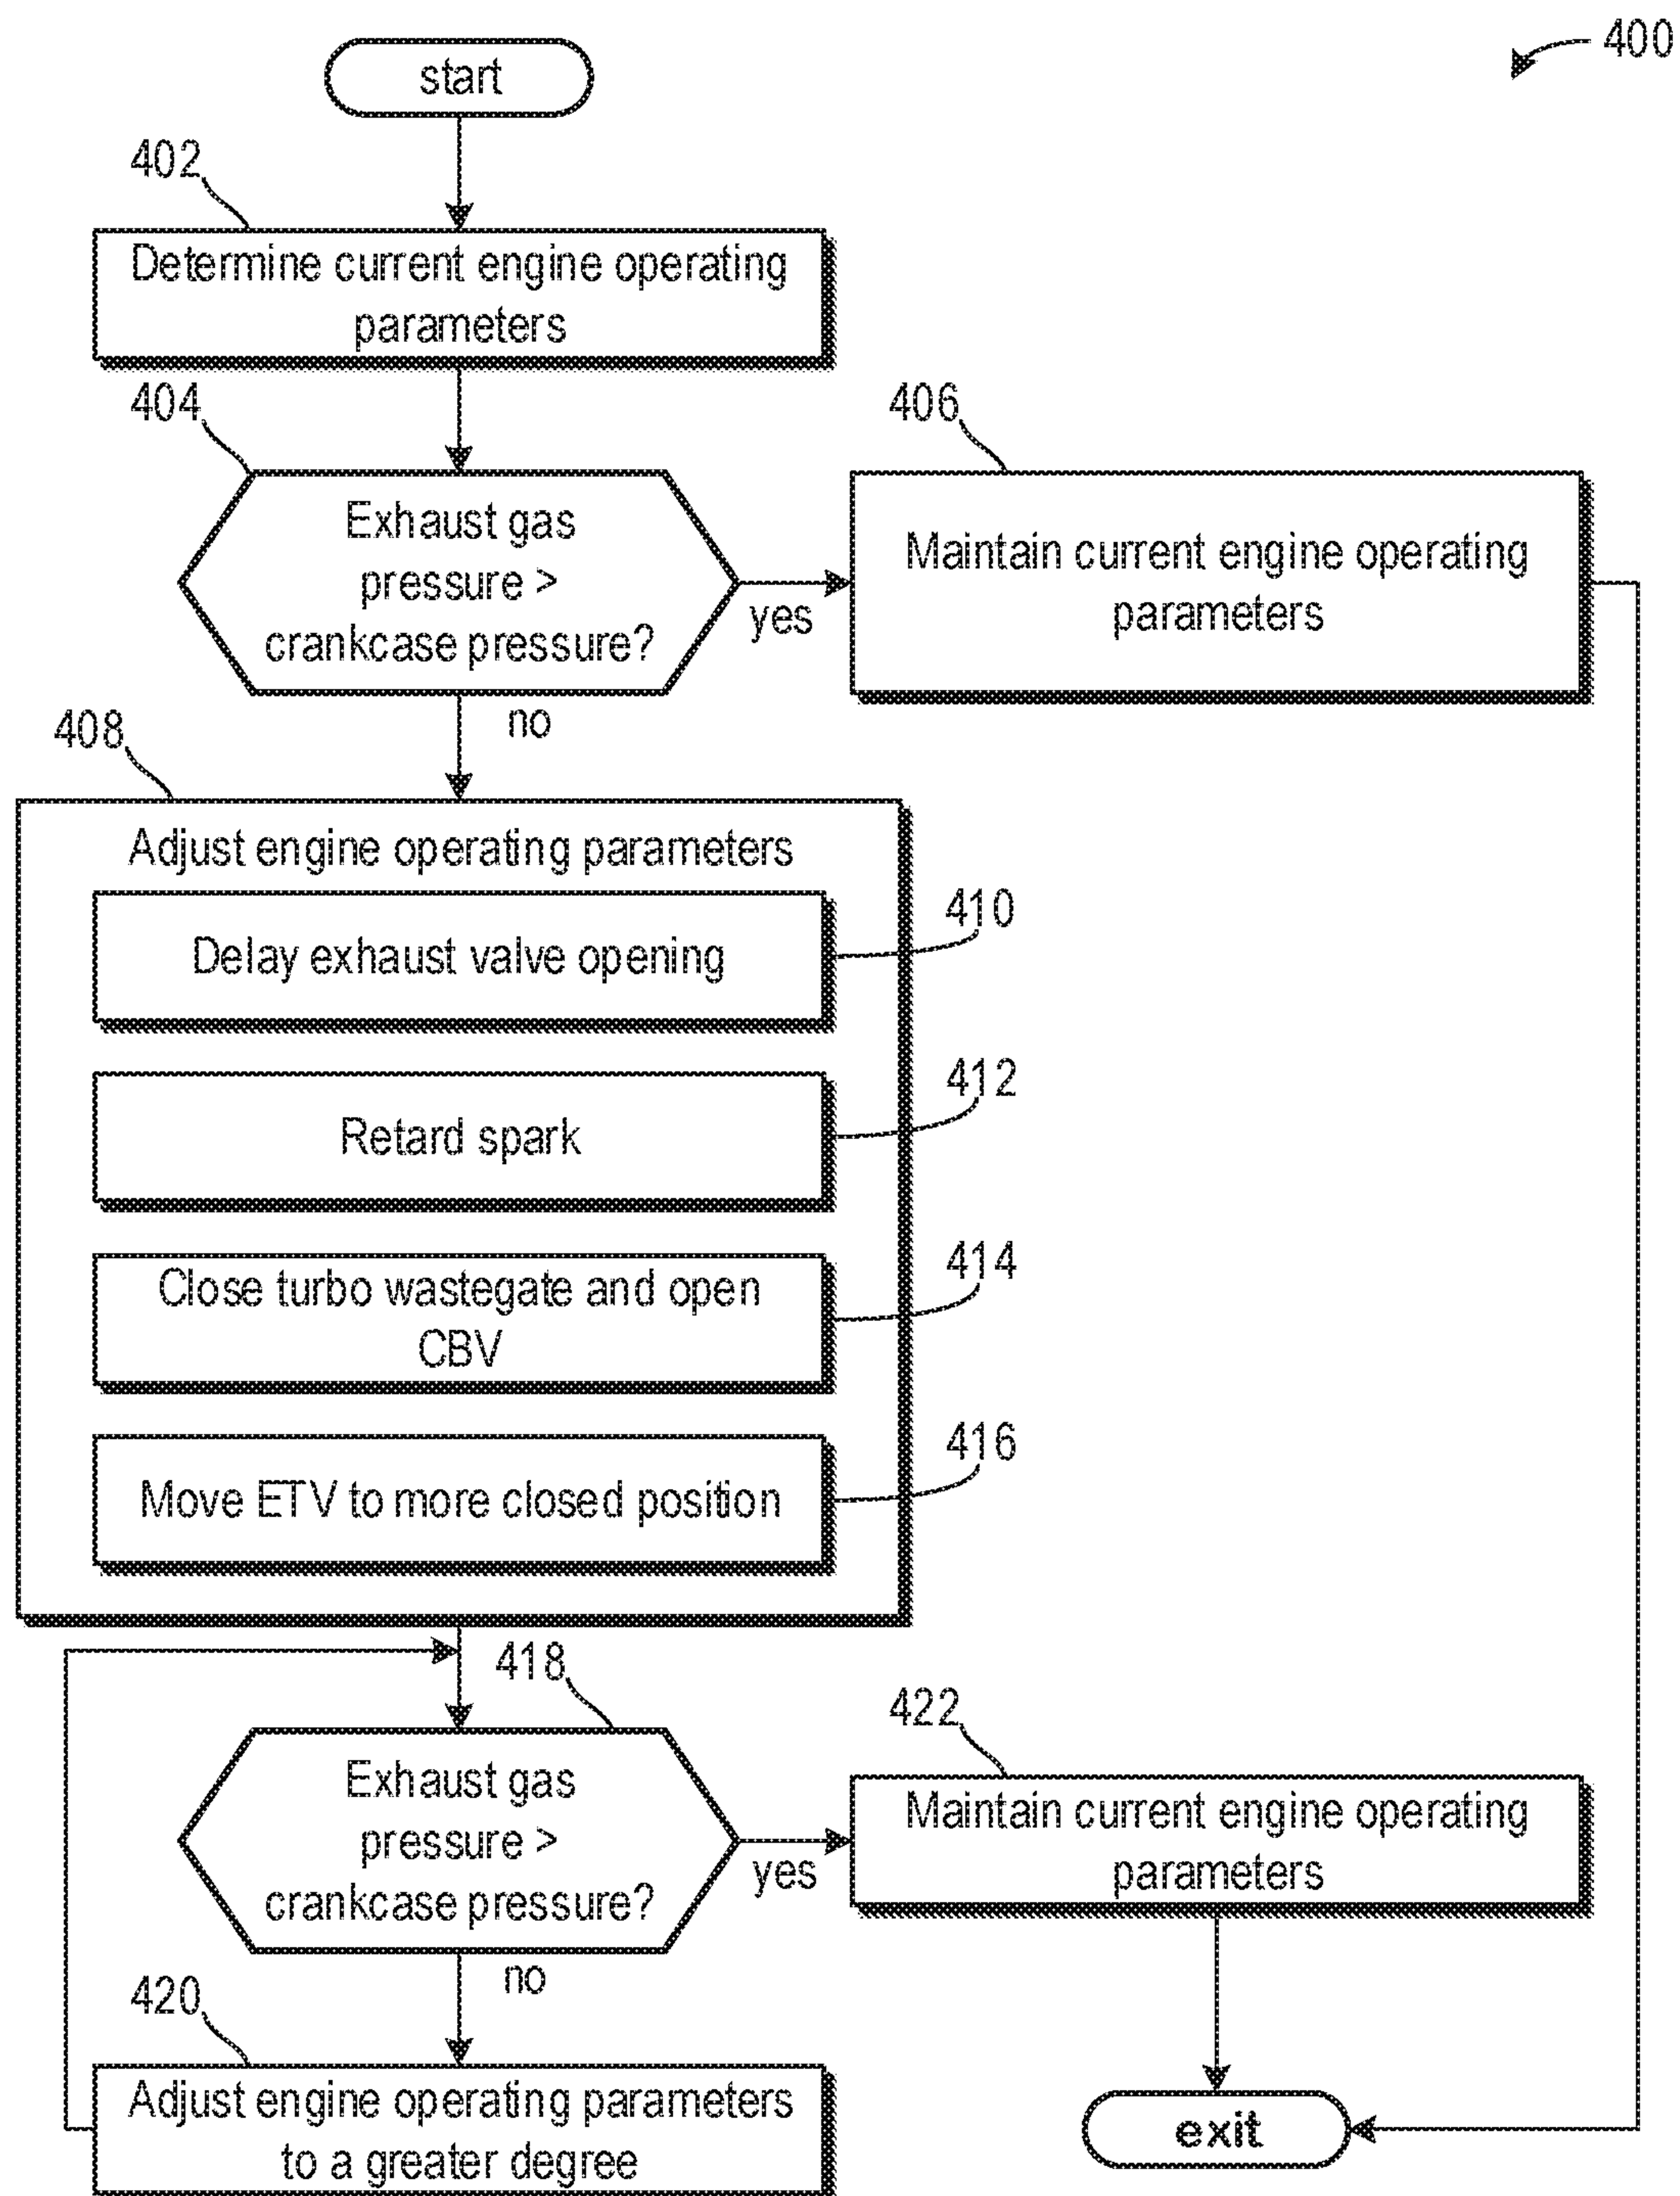 400
start
402
Determine current engine operating
parameters
404
Exhaust gas
pressure >
crankcase pressure?
yes
no
406
Maintain current engine operating
parameters
408
Adjust engine operating parameters
Delay exhaust valve opening
410
Retard spark
412
Close turbo wastegate and open
CBV
414
Move ETV to more closed position
416
418
Exhaust gas
pressure >
crankcase pressure?
yes
no
422
Maintain current engine operating
parameters
420
Adjust engine operating parameters
to a greater degree
exit